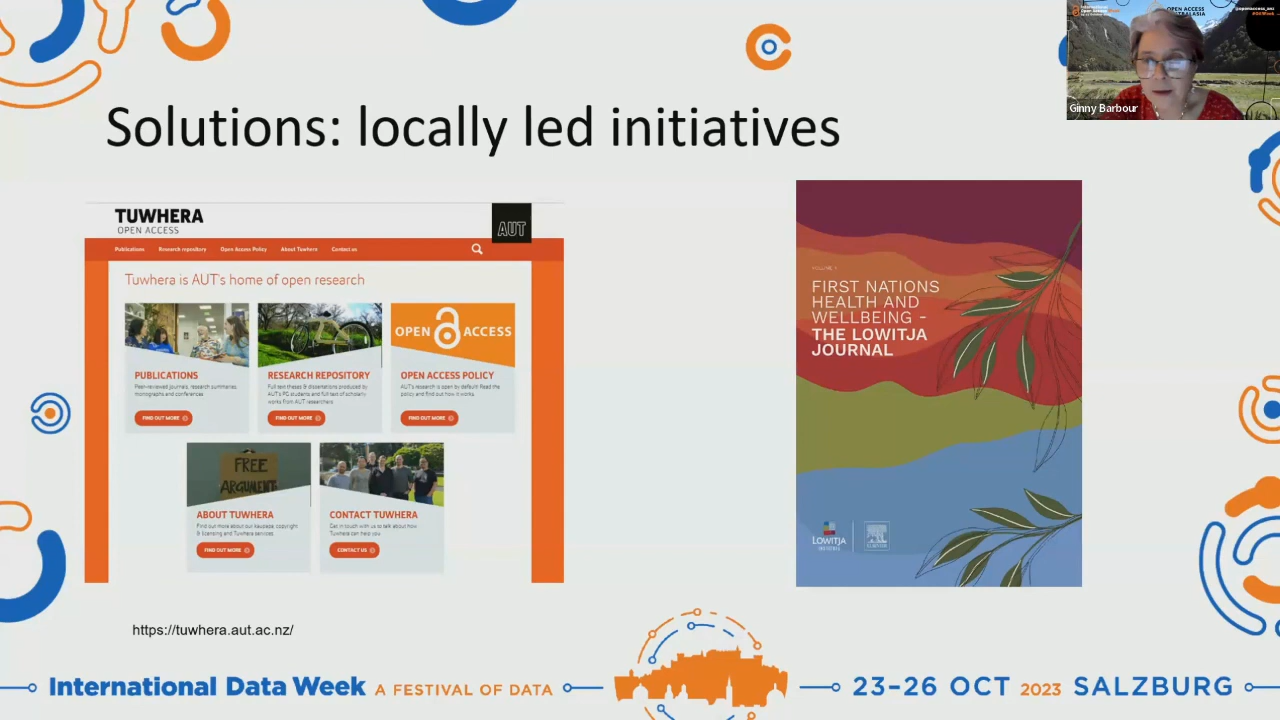 OPEN ACCESS
Ginny Barbour
Solutions: locally led initiatives
TUWHERA
OPEN ACCESS
AUT
Publications Research repository Open Access Policy About Tuwhera Contact us
Tuwhera is AUT's home of open research
OPEN ACCESS
PUBLICATIONS
Peer-reviewed journals, research summaries,
monographs and conferences
FIND OUT MORE
RESEARCH REPOSITORY
Full text theses & dissertations produced by
AUT's PG students and full text of scholarly
works from AUT researchers
FIND OUT MORE
OPEN ACCESS POLICY
AUT's research is open by default! Read the
policy and find out how it works.
FIND OUT MORE
FREE
ARGUMENT
ABOUT TUWHERA
Find out more about our kaupapa, copyright
& licensing and Tuwhera services.
FIND OUT MORE
CONTACT TUWHERA
Get in touch with us to talk about how
Tuwhera can help you
CONTACT US
https://tuwhera.aut.ac.nz/
FIRST NATIONS
HEALTH AND
WELLBEING -
THE LOWITJA
JOURNAL
LOWITJA
INSTITUTE
ELSEVIER
International Data Week A FESTIVAL OF DATA
23-26 OCT 2023 SALZBURG